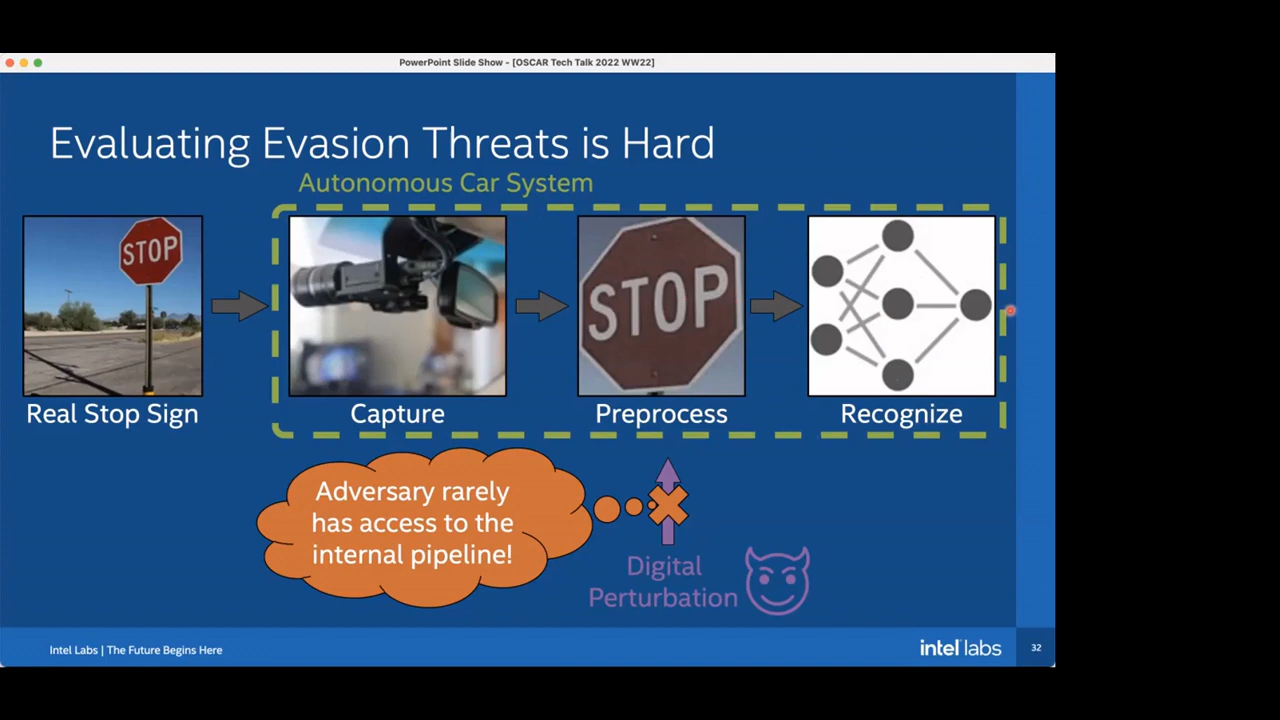 PowerPoint Slide Show - [OSCAR Tech Talk 2022 WW22]
Evaluating Evasion Threats is Hard
Autonomous Car System
STOP
STOP
Real Stop Sign
Capture
Preprocess
Recognize
Adversary rarely
has access to the
internal pipeline!
Digital
Perturbation
Intel Labs | The Future Begins Here
intel labs
32